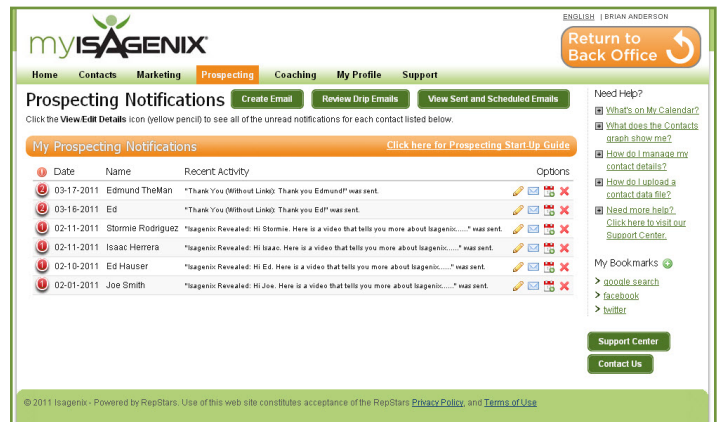 ENGLISH | BRIAN ANDERSON
myISAGENIX
Return to
Back Office
Home Contacts Marketing Prospecting Coaching My Profile Support
Prospecting Notifications
Create Email Review Drip Emails View Sent and Scheduled Emails
Click the View/Edit Details icon (yellow pencil) to see all of the unread notifications for each contact listed below.
My Prospecting Notifications Click here for Prospecting Start-Up Guide
! Date Name Recent Activity Options
2 03-17-2011 Edmund TheMan "Thank You (Without Links): Thank you Edmund!" was sent.
2 03-16-2011 Ed "Thank You (Without Links): Thank you Ed!" was sent.
1 02-11-2011 Stormie Rodriguez "Isagenix Revealed: Hi Stormie. Here is a video that tells you more about Isagenix......" was sent.
1 02-11-2011 Isaac Herrera "Isagenix Revealed: Hi Isaac. Here is a video that tells you more about Isagenix......" was sent.
1 02-10-2011 Ed Hauser "Isagenix Revealed: Hi Ed. Here is a video that tells you more about Isagenix......" was sent.
1 02-01-2011 Joe Smith "Isagenix Revealed: Hi Joe. Here is a video that tells you more about Isagenix......" was sent.
Need Help?
What's on My Calendar?
What does the Contacts
graph show me?
How do I manage my
contact details?
How do I upload a
contact data file?
Need more help?
Click here to visit our
Support Center.
My Bookmarks
> google search
> facebook
> twitter
Support Center
Contact Us
© 2011 Isagenix - Powered by RepStars. Use of this web site constitutes acceptance of the RepStars Privacy Policy, and Terms of Use